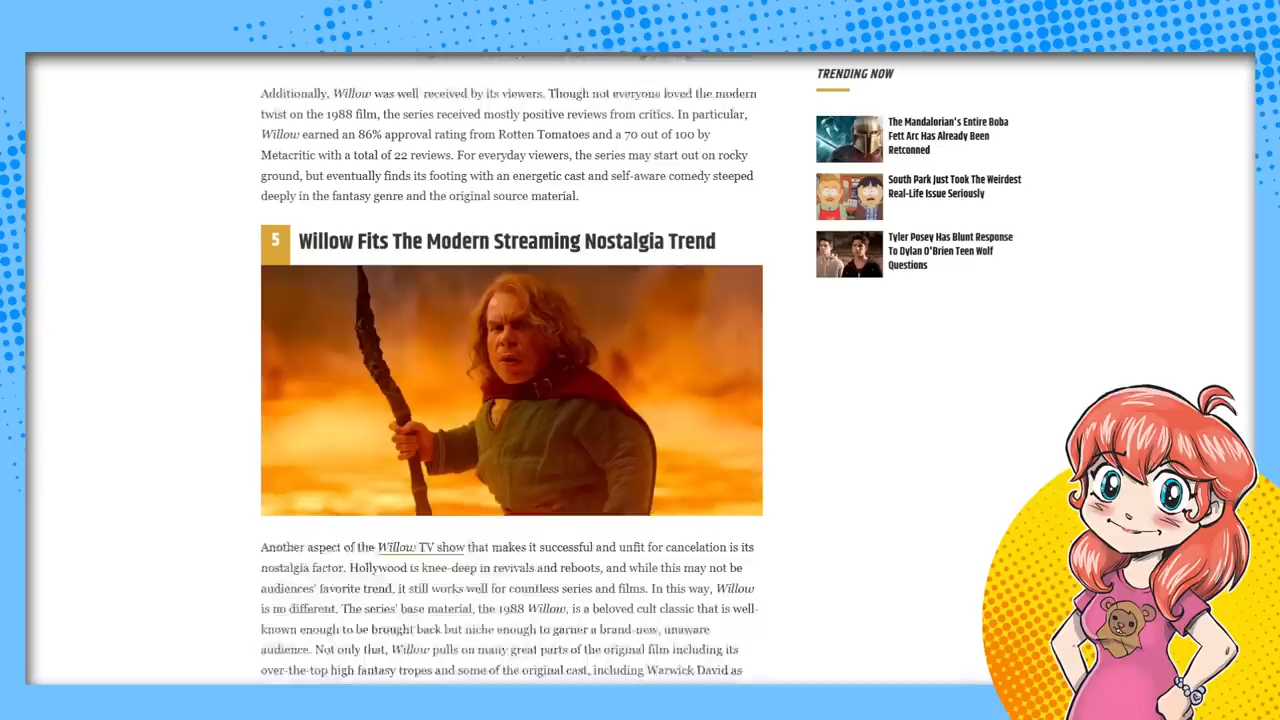 Additionally, Willow was well received by its viewers. Though not everyone loved the modern
twist on the 1988 film, the series received mostly positive reviews from critics. In particular,
Willow earned an 86% approval rating from Rotten Tomatoes and a 70 out of 100 by
Metacritic with a total of 22 reviews. For everyday viewers, the series may start out on rocky
ground, but eventually finds its footing with an energetic cast and self-aware comedy steeped
deeply in the fantasy genre and the original source material.
5 Willow Fits The Modern Streaming Nostalgia Trend
Another aspect of the Willow TV show that makes it successful and unfit for cancelation is its
nostalgia factor. Hollywood is knee-deep in revivals and reboots, and while this may not be
audiences' favorite trend, it still works well for countless series and films. In this way, Willow
is no different. The series' base material, the 1988 Willow, is a beloved cult classic that is well-
known enough to be brought back but niche enough to garner a brand-new, unaware
audience. Not only that, Willow pulls on many great parts of the original film including its
over-the-top high fantasy tropes and some of the original cast, including Warwick David as
TRENDING NOW
The Mandalorian's Entire Boba
Fett Arc Has Already Been
Retconned
South Park Just Took The Weirdest
Real-Life Issue Seriously
Tyler Posey Has Blunt Response
To Dylan O'Brien Teen Wolf
Questions